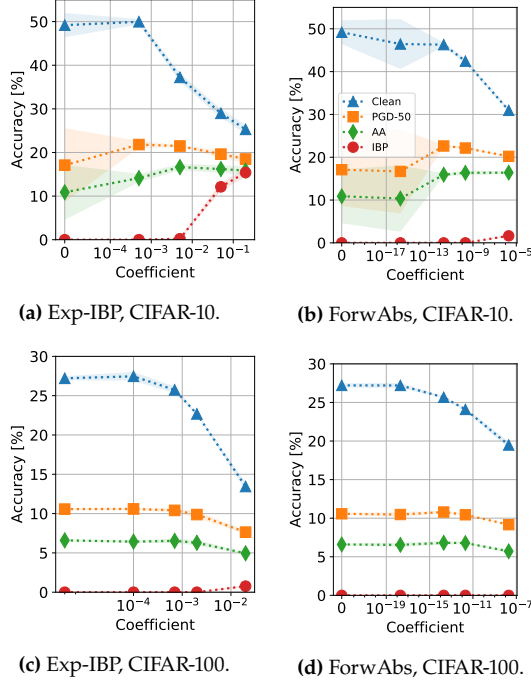 50
40
30
20
10
0
Accuracy [%]
0 10⁻⁴ 10⁻³ 10⁻² 10⁻¹
Coefficient
(a) Exp-IBP, CIFAR-10.
50
40
30
20
10
0
Accuracy [%]
Clean
PGD-50
AA
IBP
0 10⁻¹⁷ 10⁻¹³ 10⁻⁹ 10⁻⁵
Coefficient
(b) ForwAbs, CIFAR-10.
30
25
20
15
10
5
0
Accuracy [%]
10⁻⁴ 10⁻³ 10⁻²
Coefficient
(c) Exp-IBP, CIFAR-100.
30
25
20
15
10
5
0
Accuracy [%]
0 10⁻¹⁹ 10⁻¹⁵ 10⁻¹¹ 10⁻⁷
Coefficient
(d) ForwAbs, CIFAR-100.